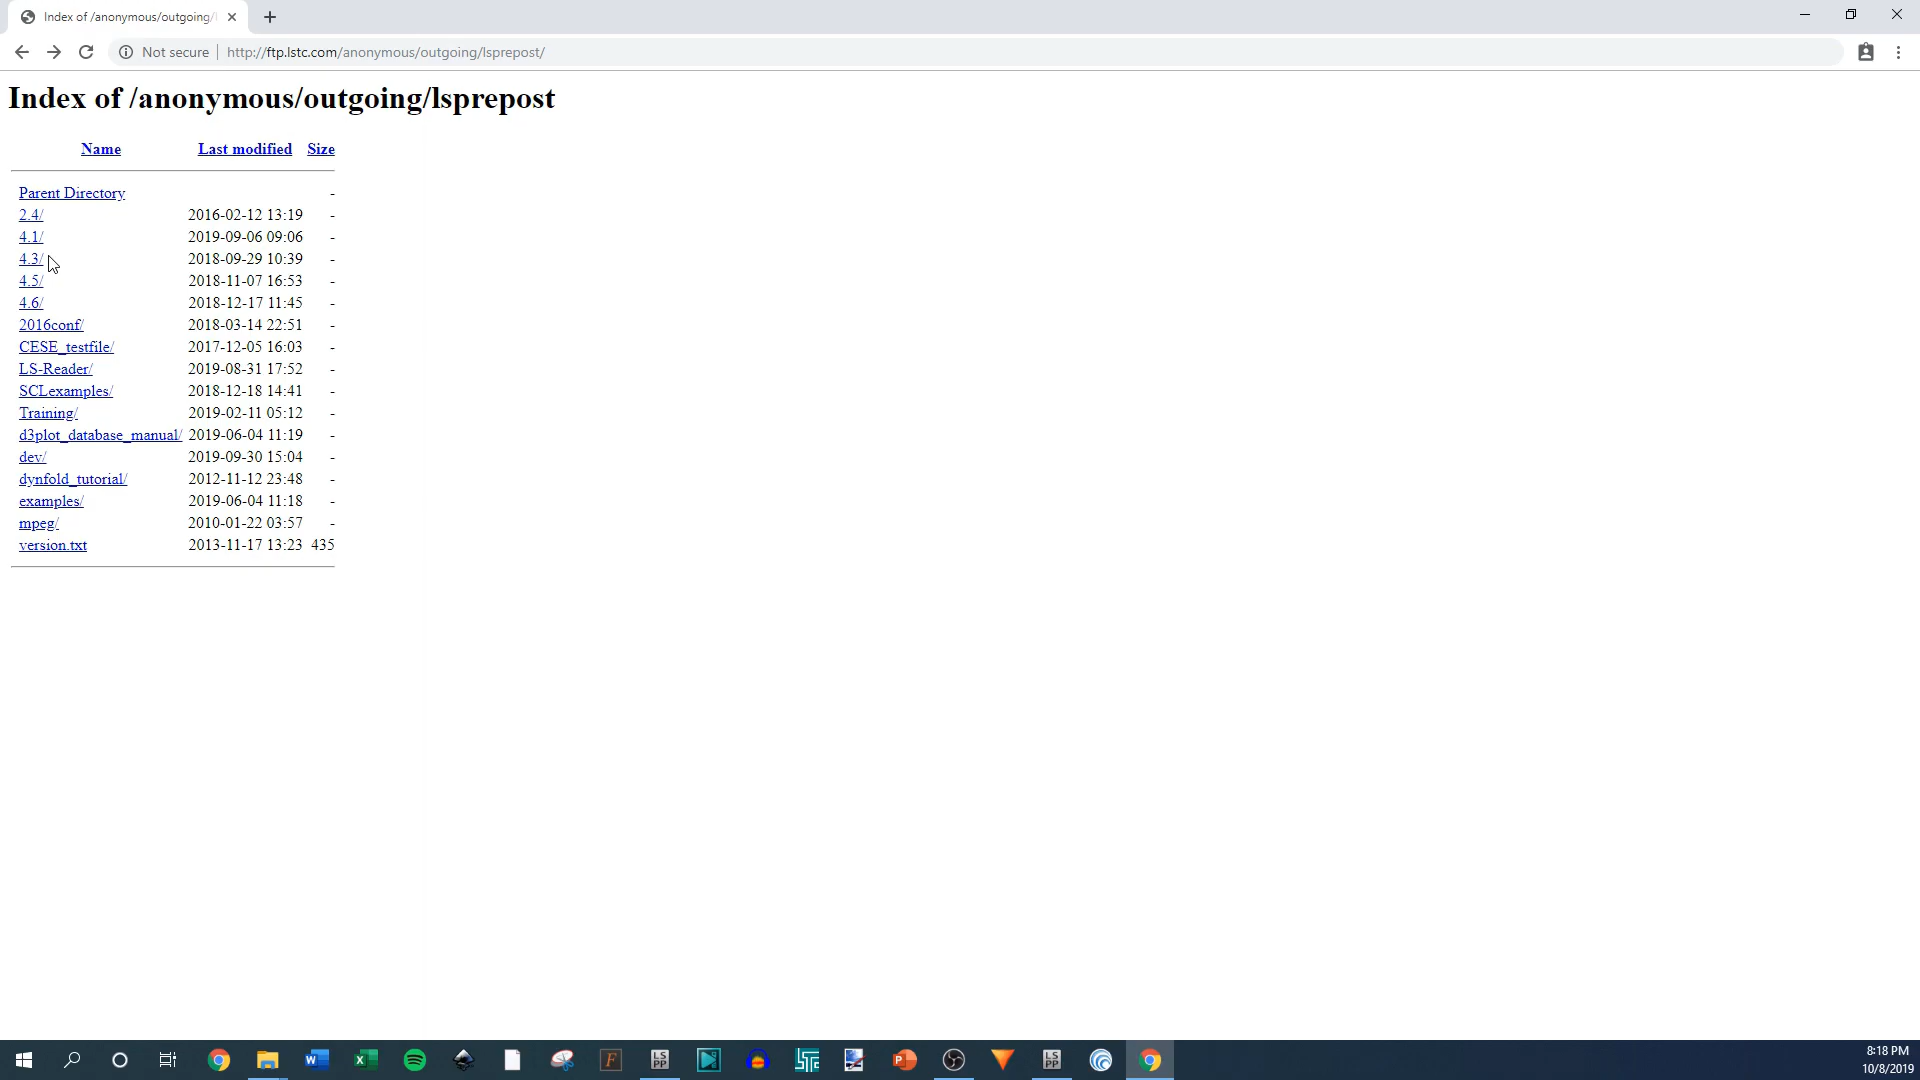 Index of /anonymous/outgoing/
Not secure | http://ftp.lstc.com/anonymous/outgoing/lsprepost/
Index of /anonymous/outgoing/lsprepost
Name Last modified Size
Parent Directory -
2.4/ 2016-02-12 13:19 -
4.1/ 2019-09-06 09:06 -
4.3/ 2018-09-29 10:39 -
4.5/ 2018-11-07 16:53 -
4.6/ 2018-12-17 11:45 -
2016conf/ 2018-03-14 22:51 -
CESE_testfile/ 2017-12-05 16:03 -
LS-Reader/ 2019-08-31 17:52 -
SCLexamples/ 2018-12-18 14:41 -
Training/ 2019-02-11 05:12 -
d3plot_database_manual/ 2019-06-04 11:19 -
dev/ 2019-09-30 15:04 -
dynfold_tutorial/ 2012-11-12 23:48 -
examples/ 2019-06-04 11:18 -
mpeg/ 2010-01-22 03:57 -
version.txt 2013-11-17 13:23 435
W X F LS PP P LS PP
8:18 PM
10/8/2019